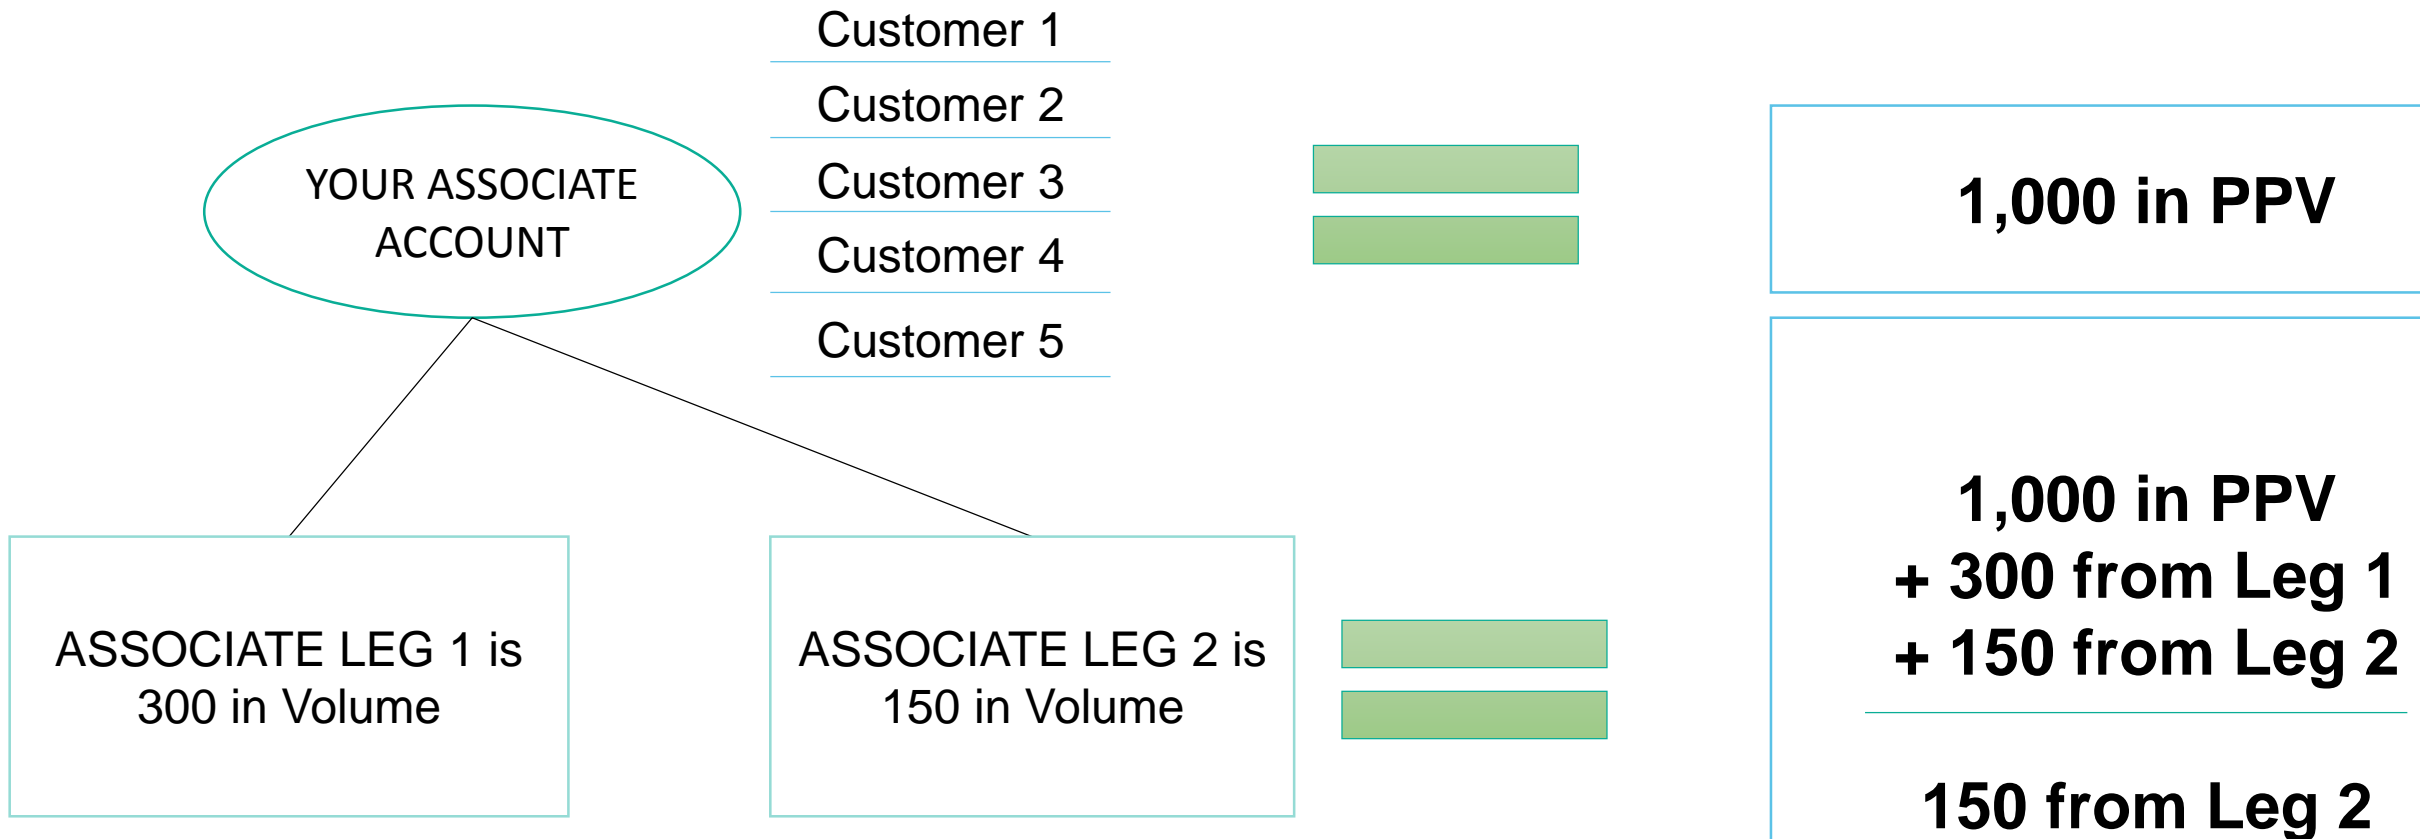 Customer 1
Customer 2
Customer 3
Customer 4
Customer 5
YOUR ASSOCIATE
ACCOUNT
1,000 in PPV
ASSOCIATE LEG 1 is
300 in Volume
ASSOCIATE LEG 2 is
150 in Volume
1,000 in PPV
+ 300 from Leg 1
+ 150 from Leg 2
150 from Leg 2